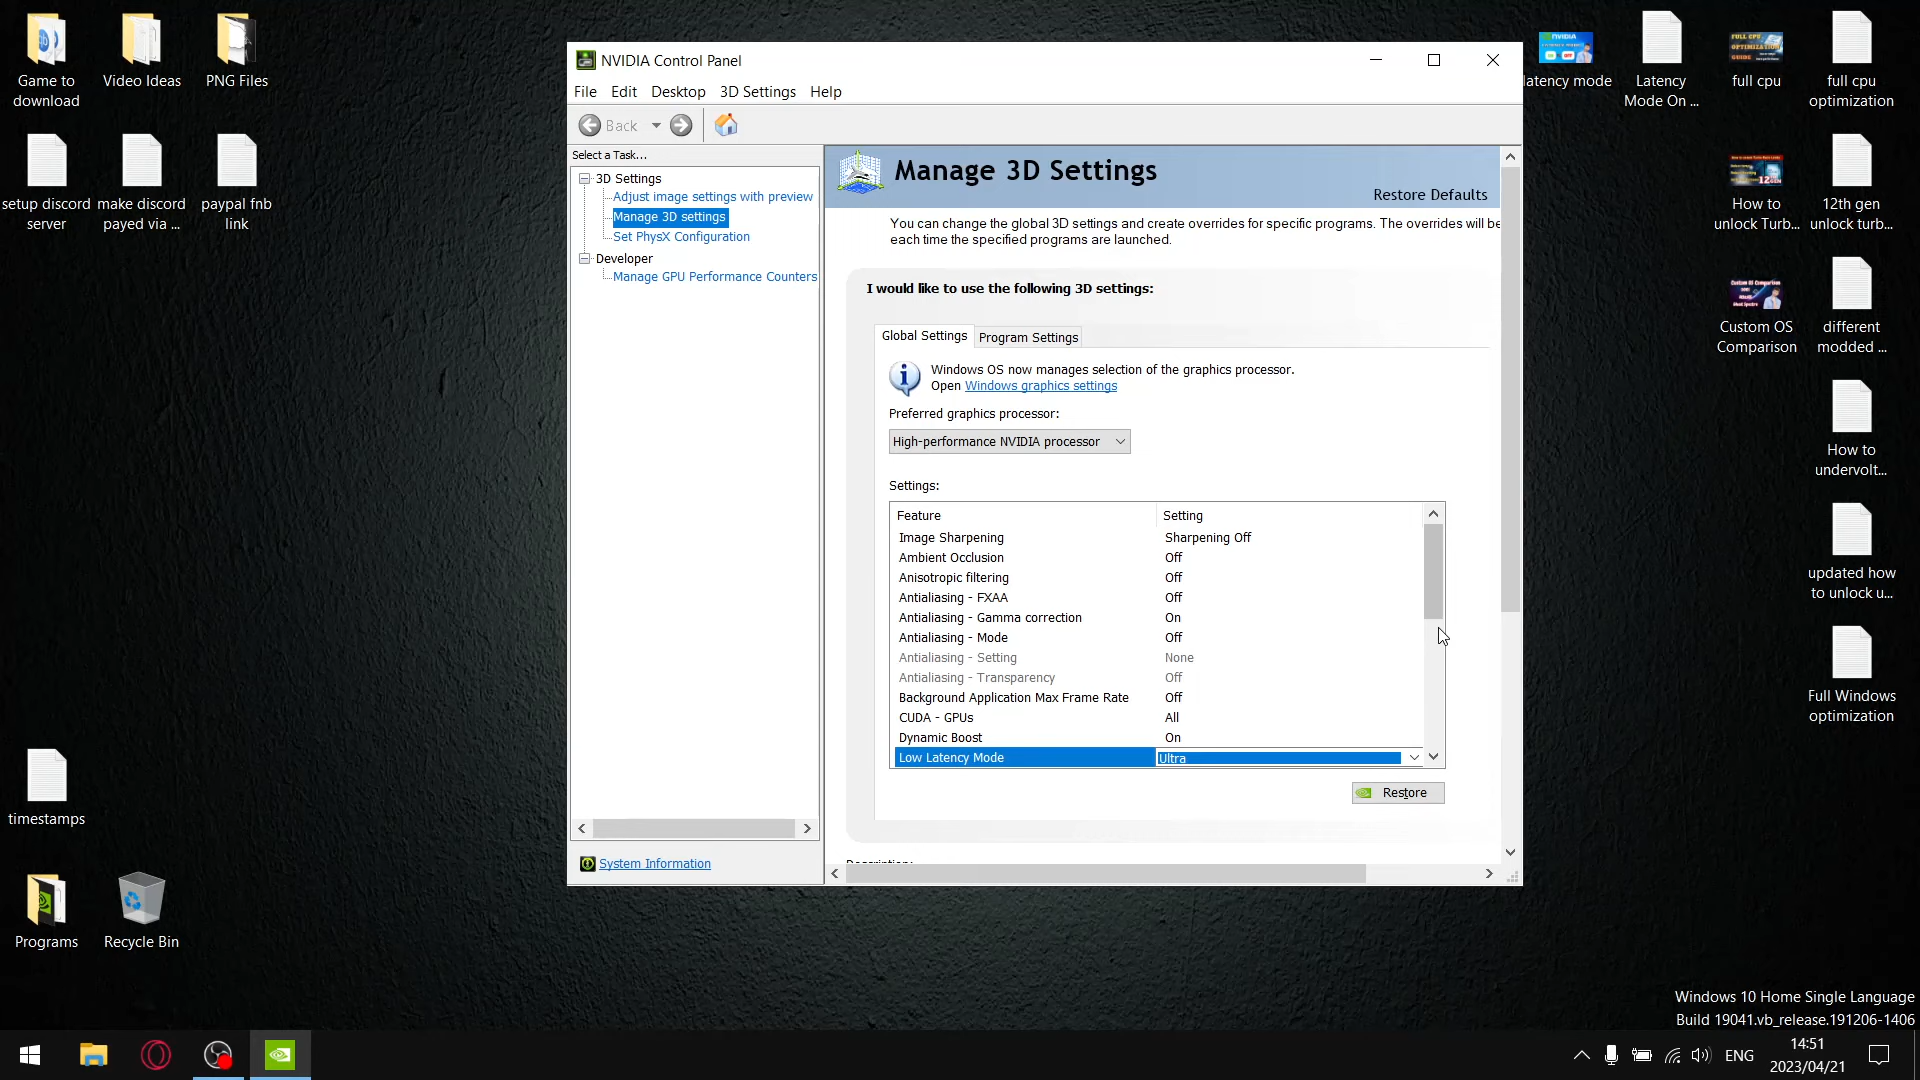 Game to
download
Video Ideas
PNG Files
setup discord
server
make discord
payed via ...
paypal fnb
link
timestamps
Programs
Recycle Bin
NVIDIA Control Panel
File Edit Desktop 3D Settings Help
Back
Select a Task...
3D Settings
Adjust image settings with preview
Manage 3D settings
Set PhysX Configuration
Developer
Manage GPU Performance Counters
System Information
Manage 3D Settings
Restore Defaults
You can change the global 3D settings and create overrides for specific programs. The overrides will be
each time the specified programs are launched.
I would like to use the following 3D settings:
Global Settings
Program Settings
Windows OS now manages selection of the graphics processor.
Open Windows graphics settings
Preferred graphics processor:
High-performance NVIDIA processor
Settings:
Feature Setting
Image Sharpening Sharpening Off
Ambient Occlusion Off
Anisotropic filtering Off
Antialiasing - FXAA Off
Antialiasing - Gamma correction On
Antialiasing - Mode Off
Antialiasing - Setting None
Antialiasing - Transparency Off
Background Application Max Frame Rate Off
CUDA - GPUs All
Dynamic Boost On
Low Latency Mode Ultra
Restore
latency mode
Latency
Mode On ...
full cpu
full cpu
optimization
How to
unlock Turb...
12th gen
unlock turb...
Custom OS
Comparison
different
modded ...
How to
undervolt...
updated how
to unlock u...
Full Windows
optimization
Windows 10 Home Single Language
Build 19041.vb_release.191206-1406
ENG
14:51
2023/04/21